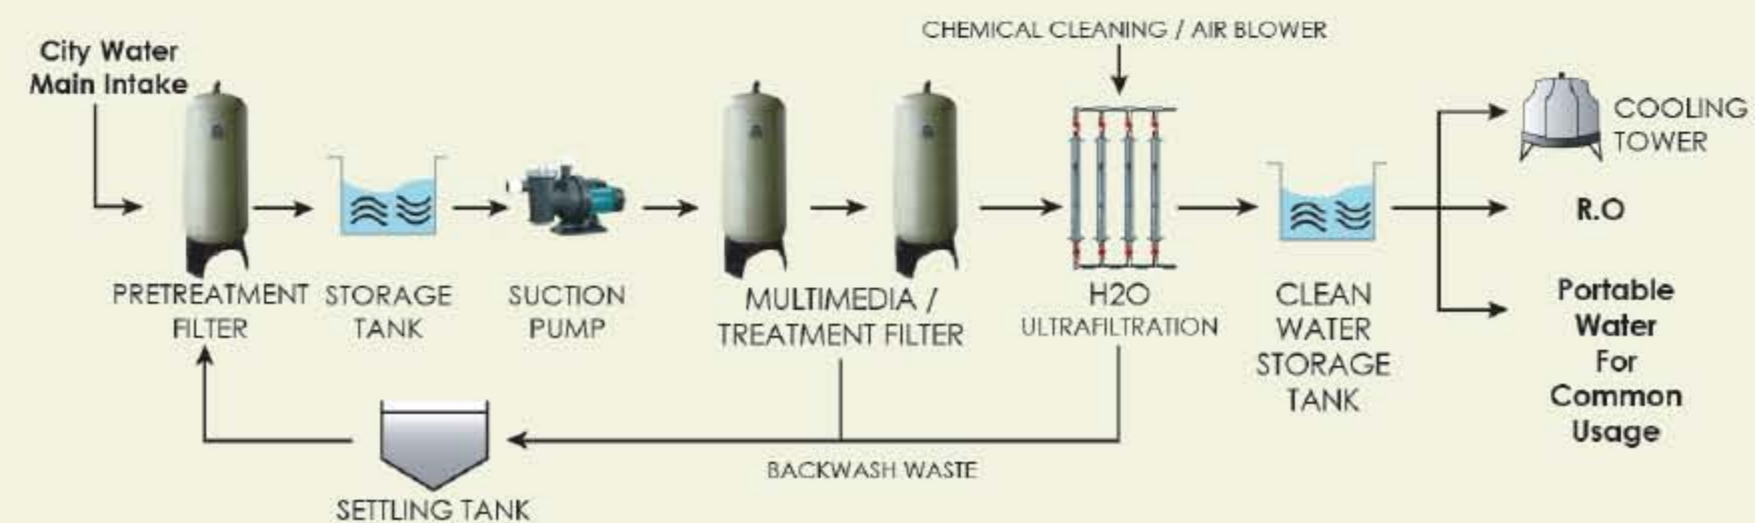 CHEMICAL CLEANING / AIR BLOWER
City Water
Main Intake
COOLING
TOWER
R.O
PRETREATMENT
FILTER
STORAGE
TANK
SUCTION
PUMP
MULTIMEDIA /
TREATMENT FILTER
H2O
ULTRAFILTRATION
CLEAN
WATER
STORAGE
TANK
Portable
Water
For
Common
Usage
BACKWASH WASTE
SETTLING TANK